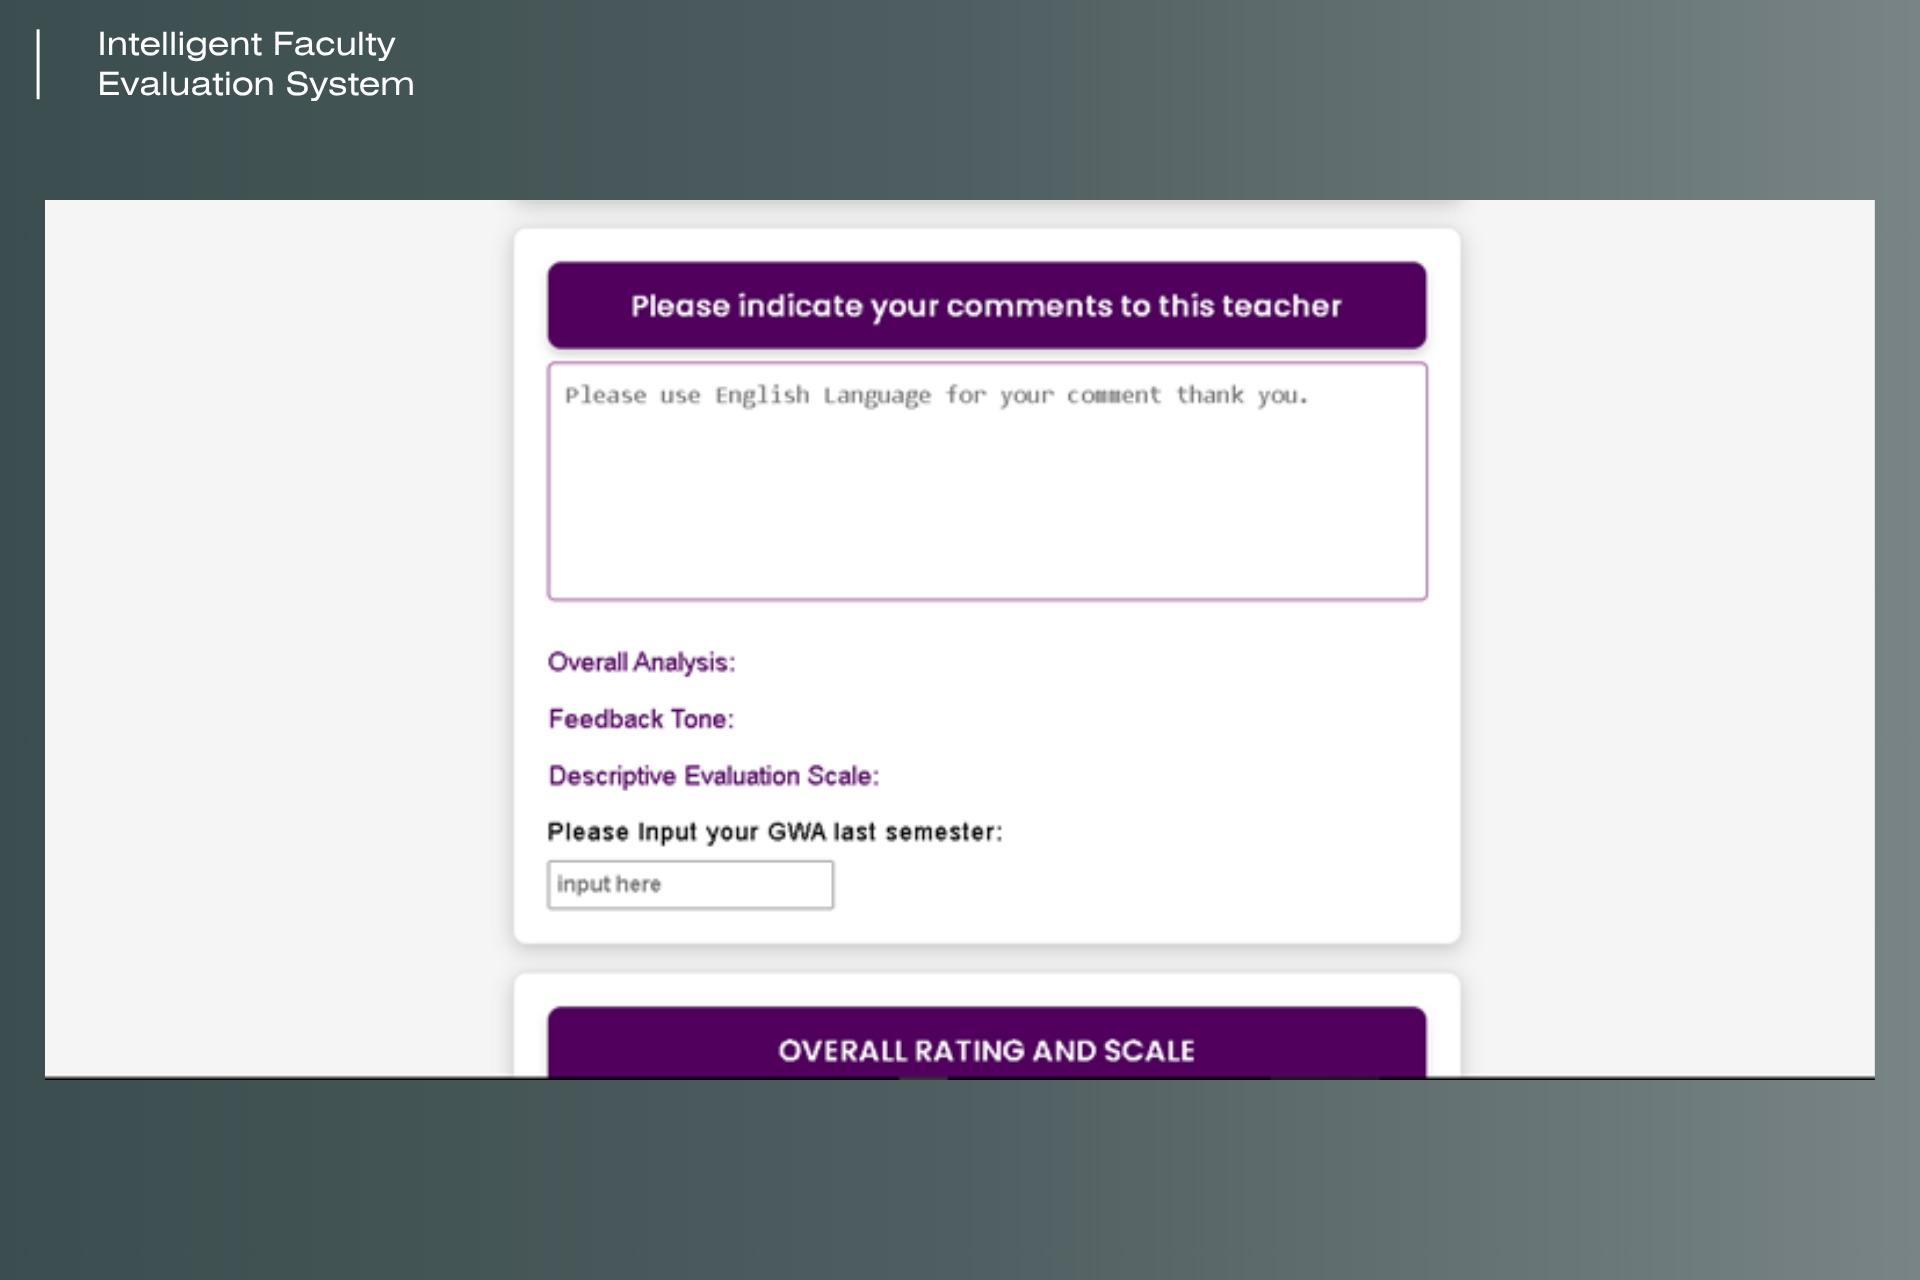 Intelligent Faculty
Evaluation System
Please indicate your comments to this teacher
Please use English Language for your comment thank you.
Overall Analysis:
Feedback Tone:
Descriptive Evaluation Scale:
Please Input your GWA last semester:
input here
OVERALL RATING AND SCALE